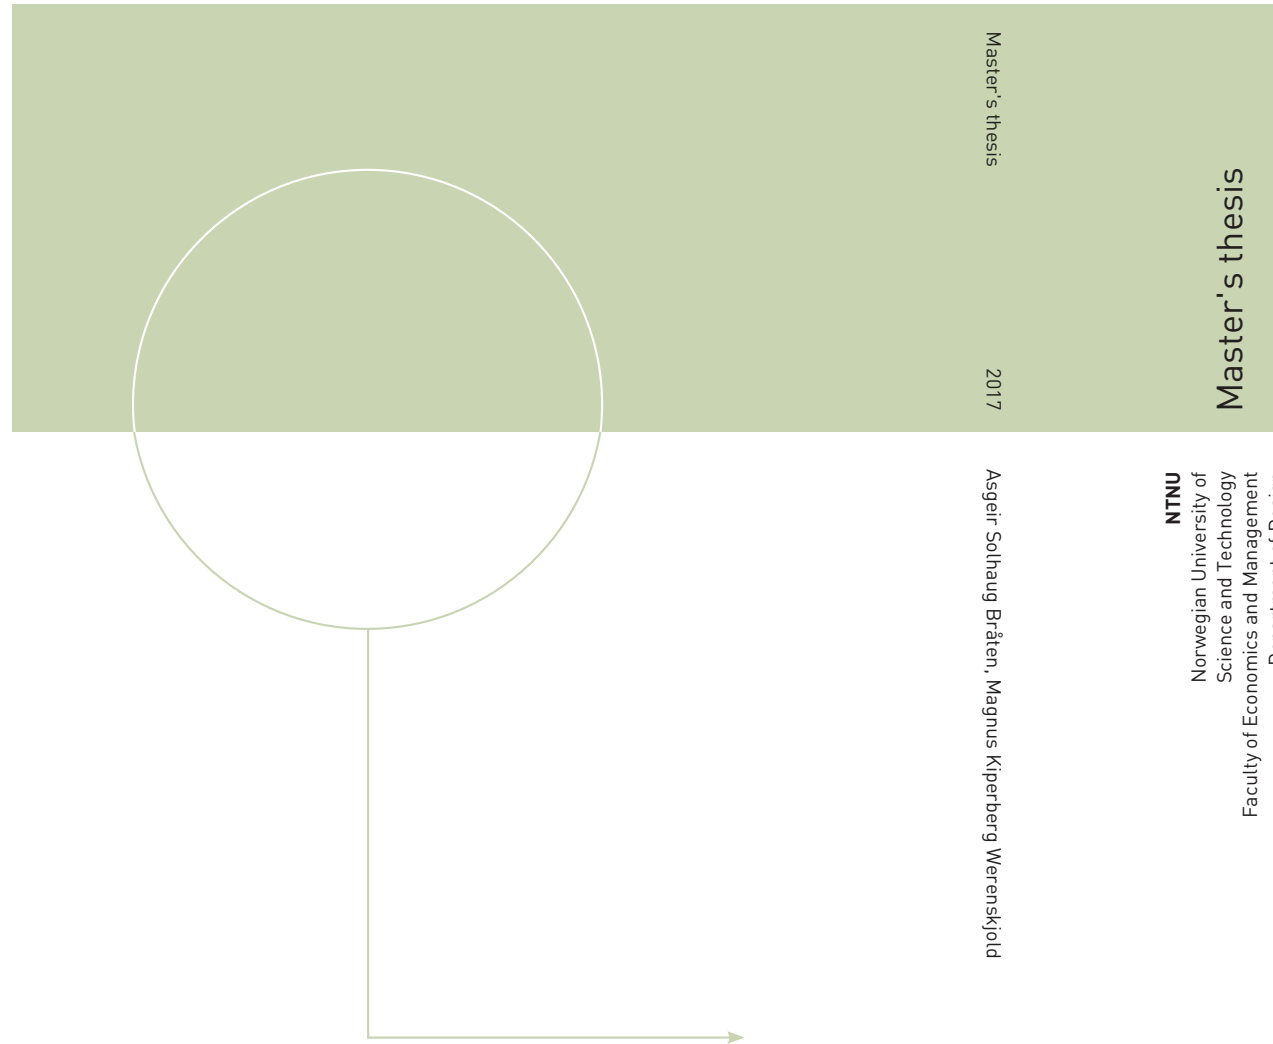 Master's thesis
2017
Asgeir Solhaug Bråten, Magnus Kiperberg Werenskjold
Master's thesis
NTNU
Norwegian University of
Science and Technology
Faculty of Economics and Management